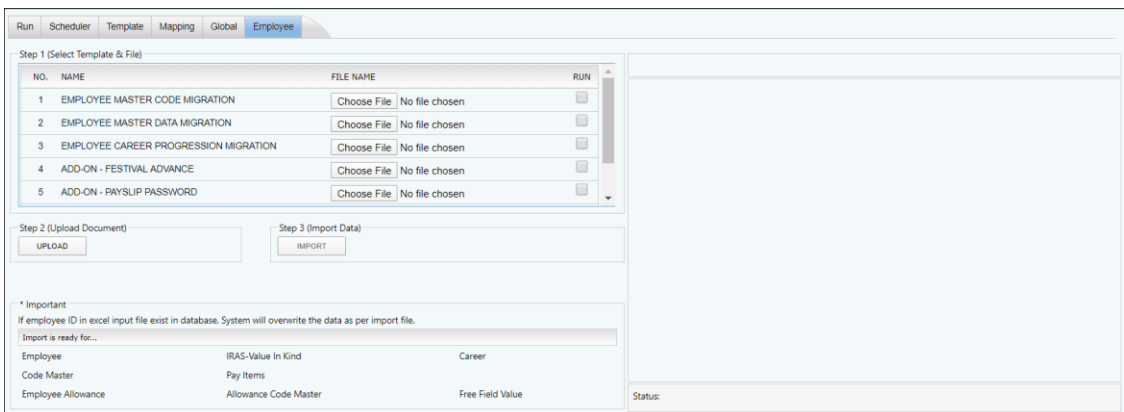 Run Scheduler Template Mapping Global Employee
Step 1 (Select Template & File)
NO. NAME FILE NAME RUN
1 EMPLOYEE MASTER CODE MIGRATION Choose File No file chosen
2 EMPLOYEE MASTER DATA MIGRATION Choose File No file chosen
3 EMPLOYEE CAREER PROGRESSION MIGRATION Choose File No file chosen
4 ADD-ON - FESTIVAL ADVANCE Choose File No file chosen
5 ADD-ON - PAYSLIP PASSWORD Choose File No file chosen
Step 2 (Upload Document) Step 3 (Import Data)
UPLOAD IMPORT
* Important
If employee ID in excel input file exist in database. System will overwrite the data as per import file.
Import is ready for...
Employee IRAS-Value In Kind Career
Code Master Pay Items
Employee Allowance Allowance Code Master Free Field Value
Status: